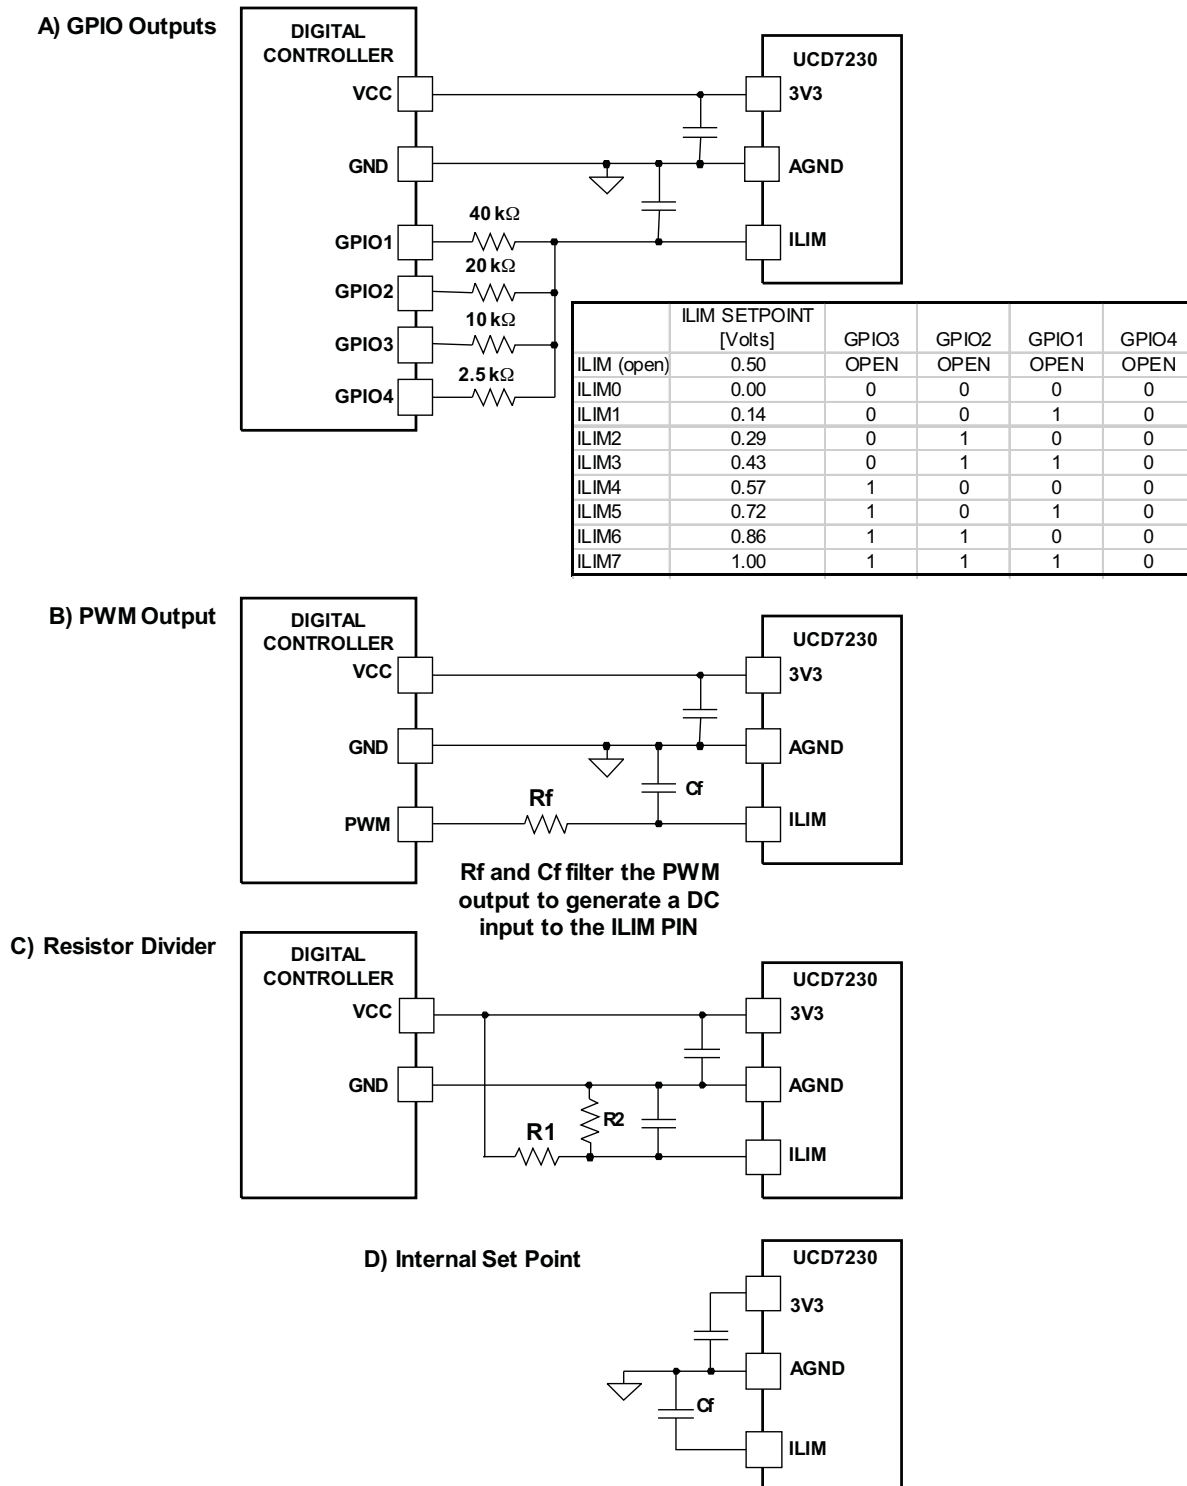 A) GPIO Outputs
DIGITAL
CONTROLLER
VCC
GND
GPIO1
GPIO2
GPIO3
GPIO4
40 kΩ
20 kΩ
10 kΩ
2.5 kΩ
UCD7230
3V3
AGND
ILIM
ILIM SETPOINT
[Volts] GPIO3 GPIO2 GPIO1 GPIO4
ILIM (open) 0.50 OPEN OPEN OPEN OPEN
ILIM0 0.00 0 0 0 0
ILIM1 0.14 0 0 1 0
ILIM2 0.29 0 1 0 0
ILIM3 0.43 0 1 1 0
ILIM4 0.57 1 0 0 0
ILIM5 0.72 1 0 1 0
ILIM6 0.86 1 1 0 0
ILIM7 1.00 1 1 1 0
B) PWM Output
DIGITAL
CONTROLLER
VCC
GND
PWM
Rf
Cf
UCD7230
3V3
AGND
ILIM
Rf and Cf filter the PWM
output to generate a DC
input to the ILIM PIN
C) Resistor Divider
DIGITAL
CONTROLLER
VCC
GND
R1
R2
UCD7230
3V3
AGND
ILIM
D) Internal Set Point
UCD7230
3V3
AGND
Cf
ILIM